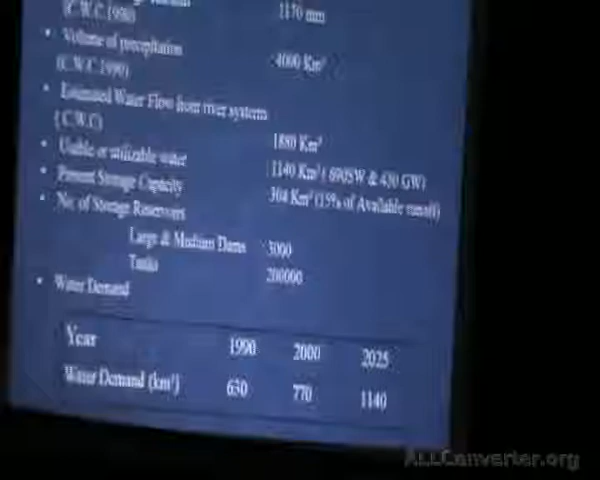 (C.W.C.1990) 1170 mm
• Volume of precipitation
(C.W.C.1990) 4000 Km³
• Estimated Water Flow from river systems
(C.W.C) 1880 Km³
• Usable or utilizable water 1140 Km³ ( 690SW & 450 GW)
• Present Storage Capacity 304 Km³ (15% of Available runoff)
• No. of Storage Reservoirs
Large & Medium Dams 3000
Tanks 200000
• Water Demand
Year 1990 2000 2025
Water Demand (km³) 630 770 1140
ALLConverter.org